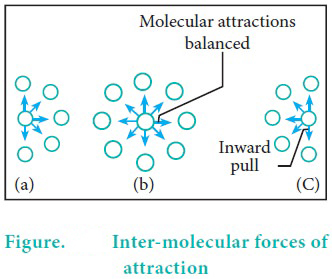 Molecular attractions
balanced
Inward
pull
(a)
(b)
(C)
Figure. Inter-molecular forces of
attraction